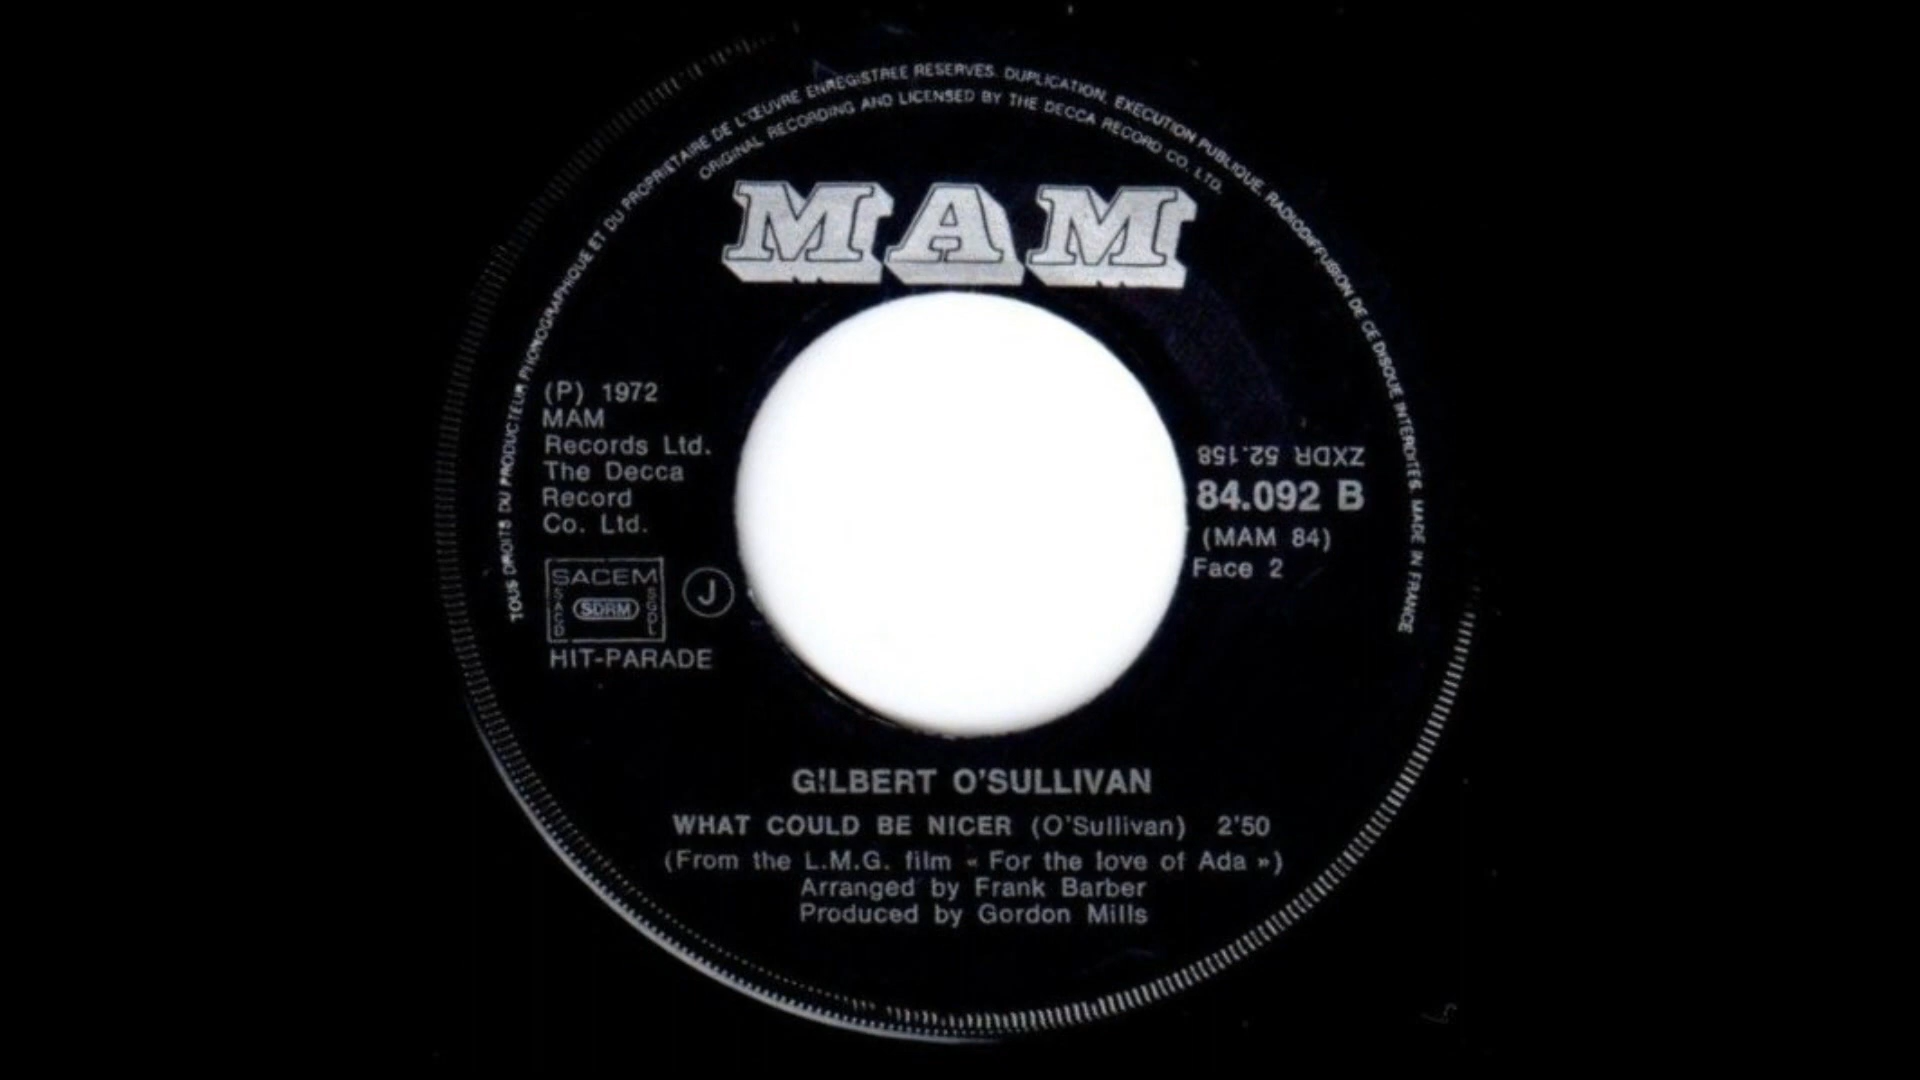 TOUS DROITS DU PRODUCTEUR PHONOGRAPHIQUE ET DU PROPRIETAIRE DE L'ŒUVRE ENREGISTREE RESERVES. DUPLICATION, EXECUTION PUBLIQUE, RADIODIFFUSION DE CE DISQUE INTERDITES. MADE IN FRANCE
ORIGINAL RECORDING AND LICENSED BY THE DECCA RECORD CO. LTD.
MAM
(P) 1972
MAM
Records Ltd.
The Decca
Record
Co. Ltd.
SACEM
SACD
SDRM
SGDL
J
HIT-PARADE
ZXDR 52.158
84.092 B
(MAM 84)
Face 2
GILBERT O'SULLIVAN
WHAT COULD BE NICER (O'Sullivan) 2'50
(From the L.M.G. film « For the love of Ada »)
Arranged by Frank Barber
Produced by Gordon Mills